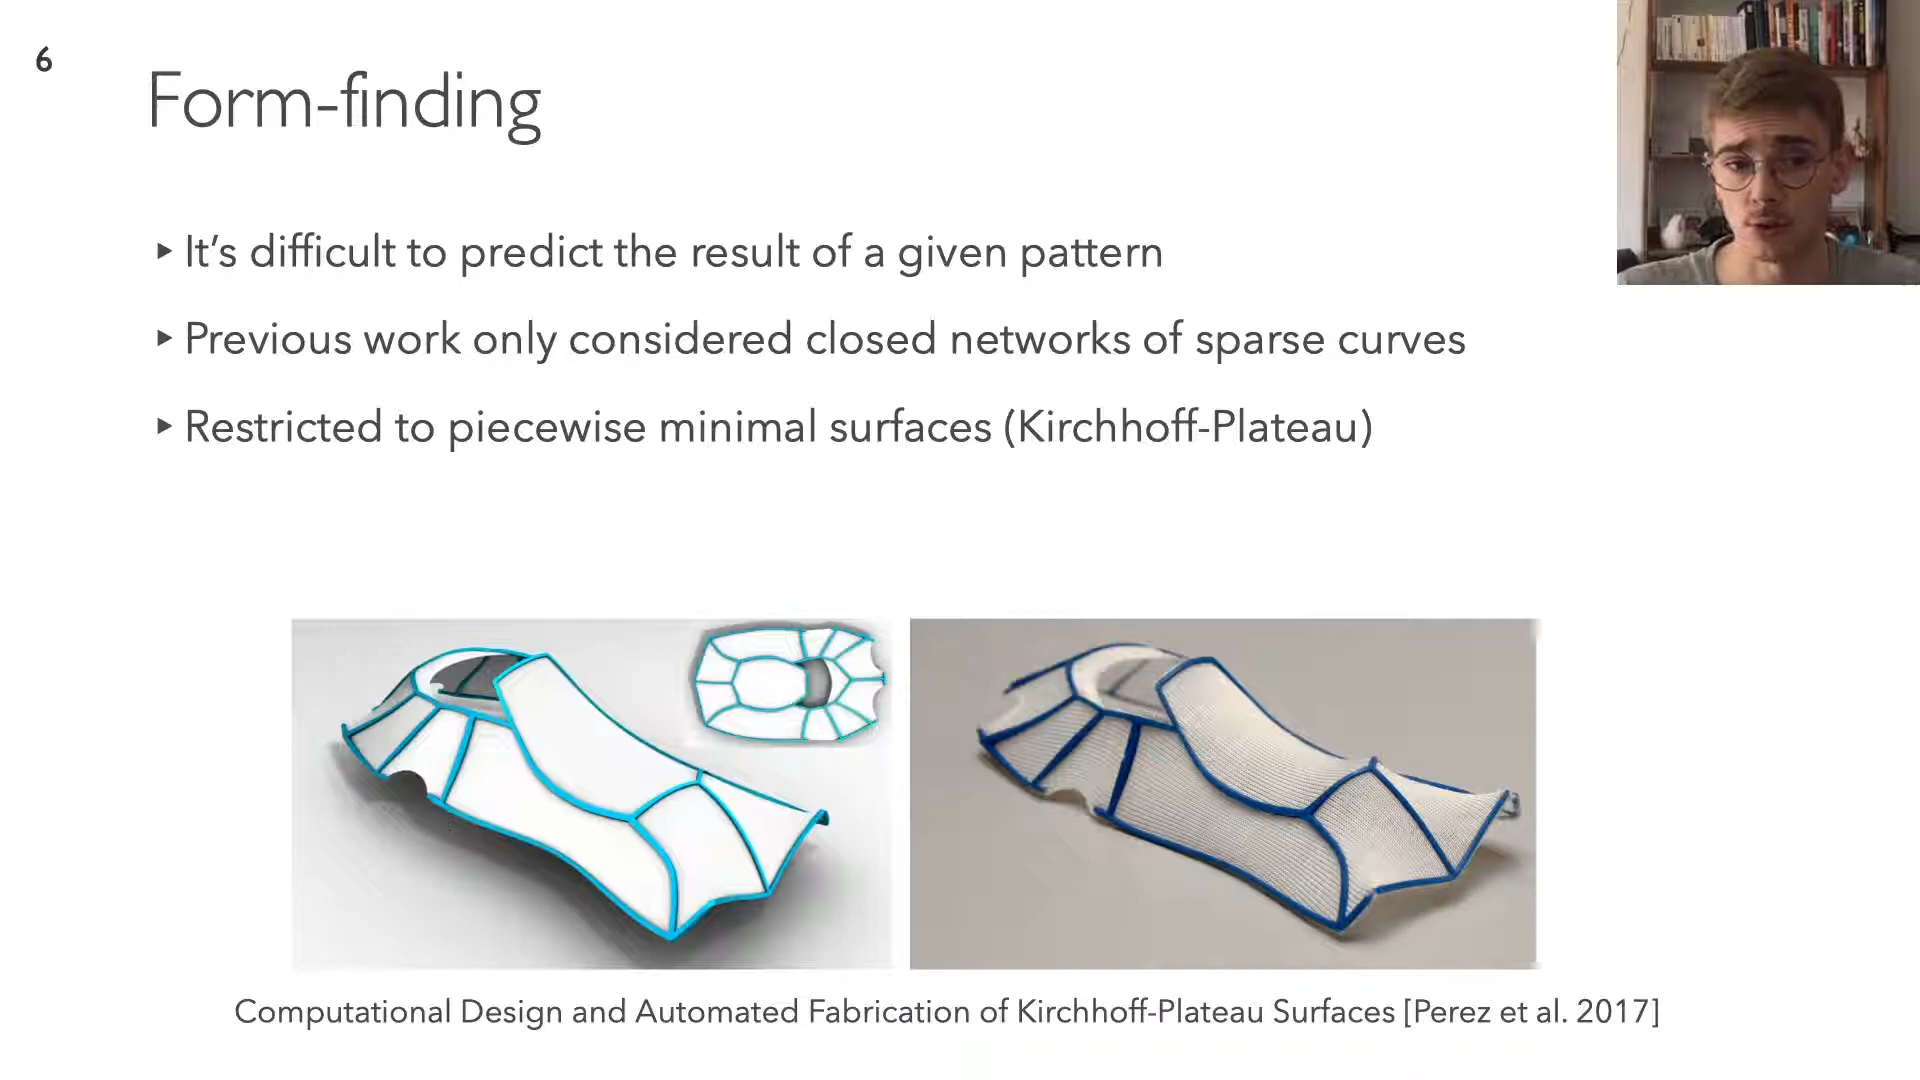 6
Form-finding
▸ It’s difficult to predict the result of a given pattern
▸ Previous work only considered closed networks of sparse curves
▸ Restricted to piecewise minimal surfaces (Kirchhoff-Plateau)
Computational Design and Automated Fabrication of Kirchhoff-Plateau Surfaces [Perez et al. 2017]